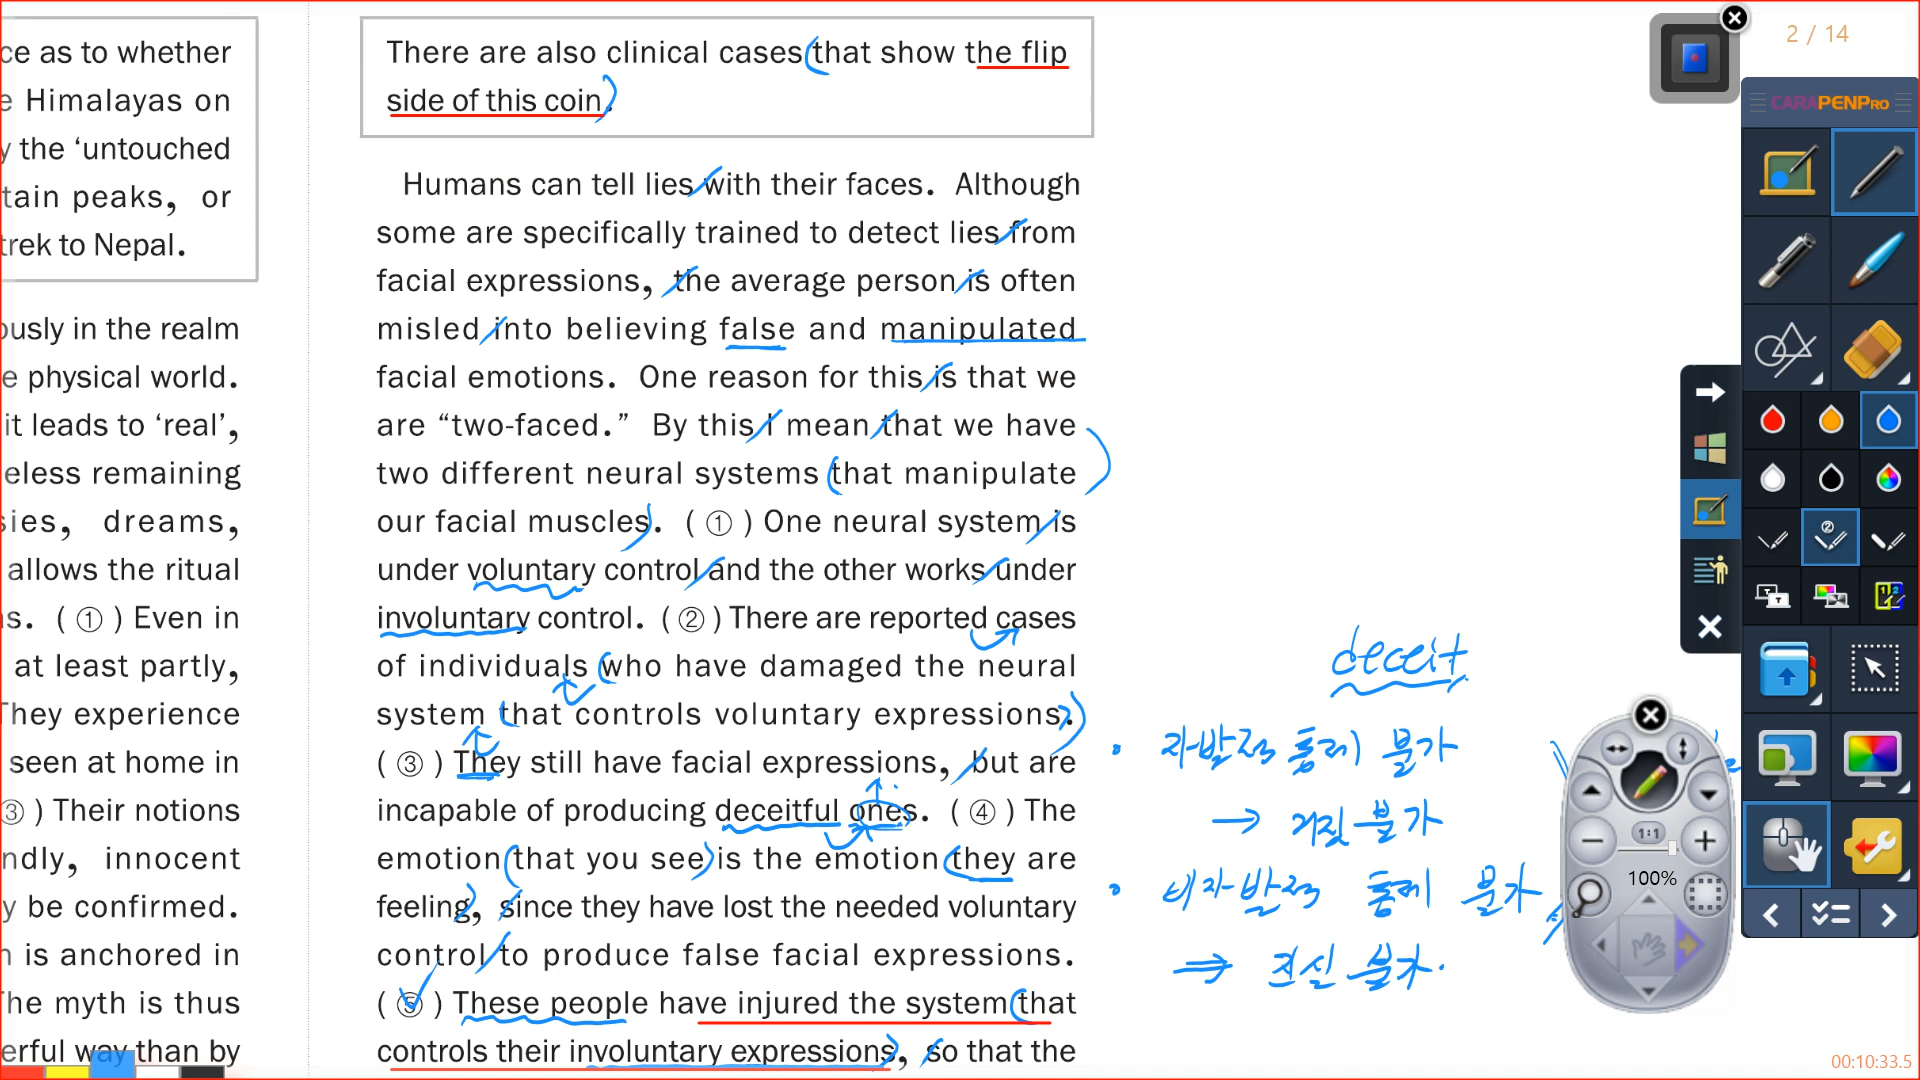 ce as to whether
e Himalayas on
y the ‘untouched
tain peaks, or
trek to Nepal.
ously in the realm
e physical world.
it leads to ‘real’,
eless remaining
sies, dreams,
allows the ritual
s. ( ① ) Even in
at least partly,
They experience
seen at home in
③ ) Their notions
ndly, innocent
y be confirmed.
n is anchored in
The myth is thus
erful way than by
There are also clinical cases that show the flip
side of this coin.
Humans can tell lies with their faces. Although
some are specifically trained to detect lies from
facial expressions, the average person is often
misled into believing false and manipulated
facial emotions. One reason for this is that we
are “two-faced.” By this I mean that we have
two different neural systems that manipulate
our facial muscles. ( ① ) One neural system is
under voluntary control and the other works under
involuntary control. ( ② ) There are reported cases
of individuals who have damaged the neural
system that controls voluntary expressions.
( ③ ) They still have facial expressions, but are
incapable of producing deceitful ones. ( ④ ) The
emotion that you see is the emotion they are
feeling, since they have lost the needed voluntary
control to produce false facial expressions.
( ⑤ ) These people have injured the system that
controls their involuntary expressions, so that the
deceit
· 자발적 통제 불가
→ 거짓 불가
· 비자발적 통제 불가
⇒ 진실 불가.
2 / 14
CARAPENPRO
②
1:1
100%
00:10:33.5